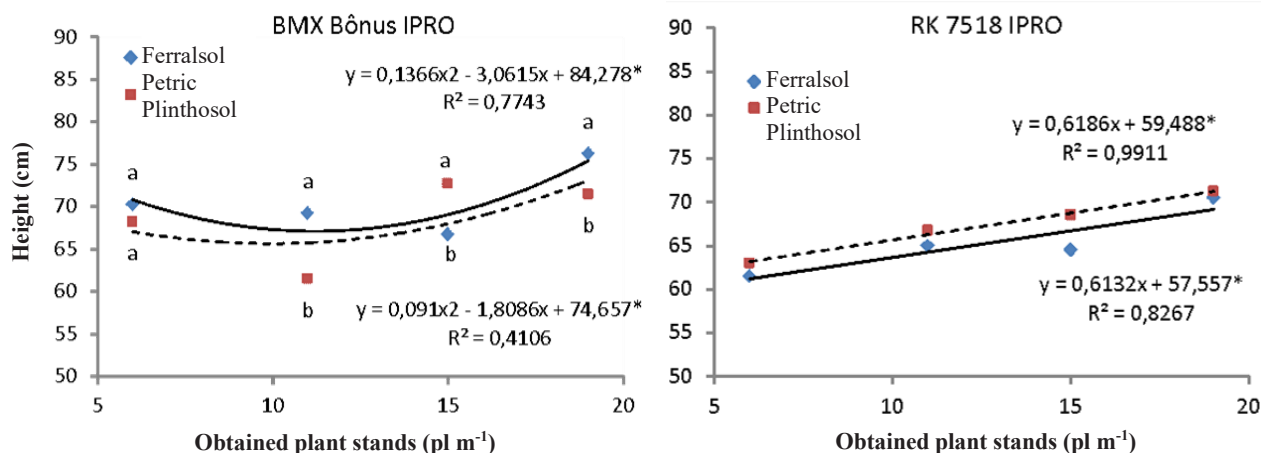 BMX Bônus IPRO
90
85
80
75
70
65
60
55
50
Height (cm)
Ferralsol
Petric
Plinthosol
y = 0,1366x2 - 3,0615x + 84,278*
R² = 0,7743
a
a
a
a
a
b
b
b
y = 0,091x2 - 1,8086x + 74,657*
R² = 0,4106
5
10
15
20
Obtained plant stands (pl m⁻¹)
RK 7518 IPRO
90
85
80
75
70
65
60
55
50
Ferralsol
Petric
Plinthosol
y = 0,6186x + 59,488*
R² = 0,9911
y = 0,6132x + 57,557*
R² = 0,8267
5
10
15
20
Obtained plant stands (pl m⁻¹)